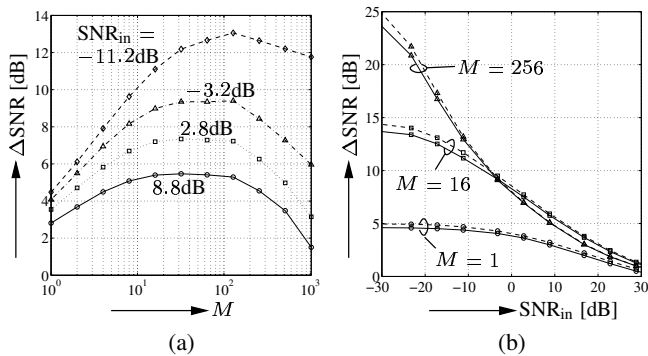 SNRin =
−11.2dB
−3.2dB
2.8dB
8.8dB
ΔSNR [dB]
14
12
10
8
6
4
2
0
10^0
10^1
10^2
10^3
M
(a)
ΔSNR [dB]
25
20
15
10
5
0
M = 256
M = 16
M = 1
−30
−20
−10
0
10
20
30
SNRin [dB]
(b)